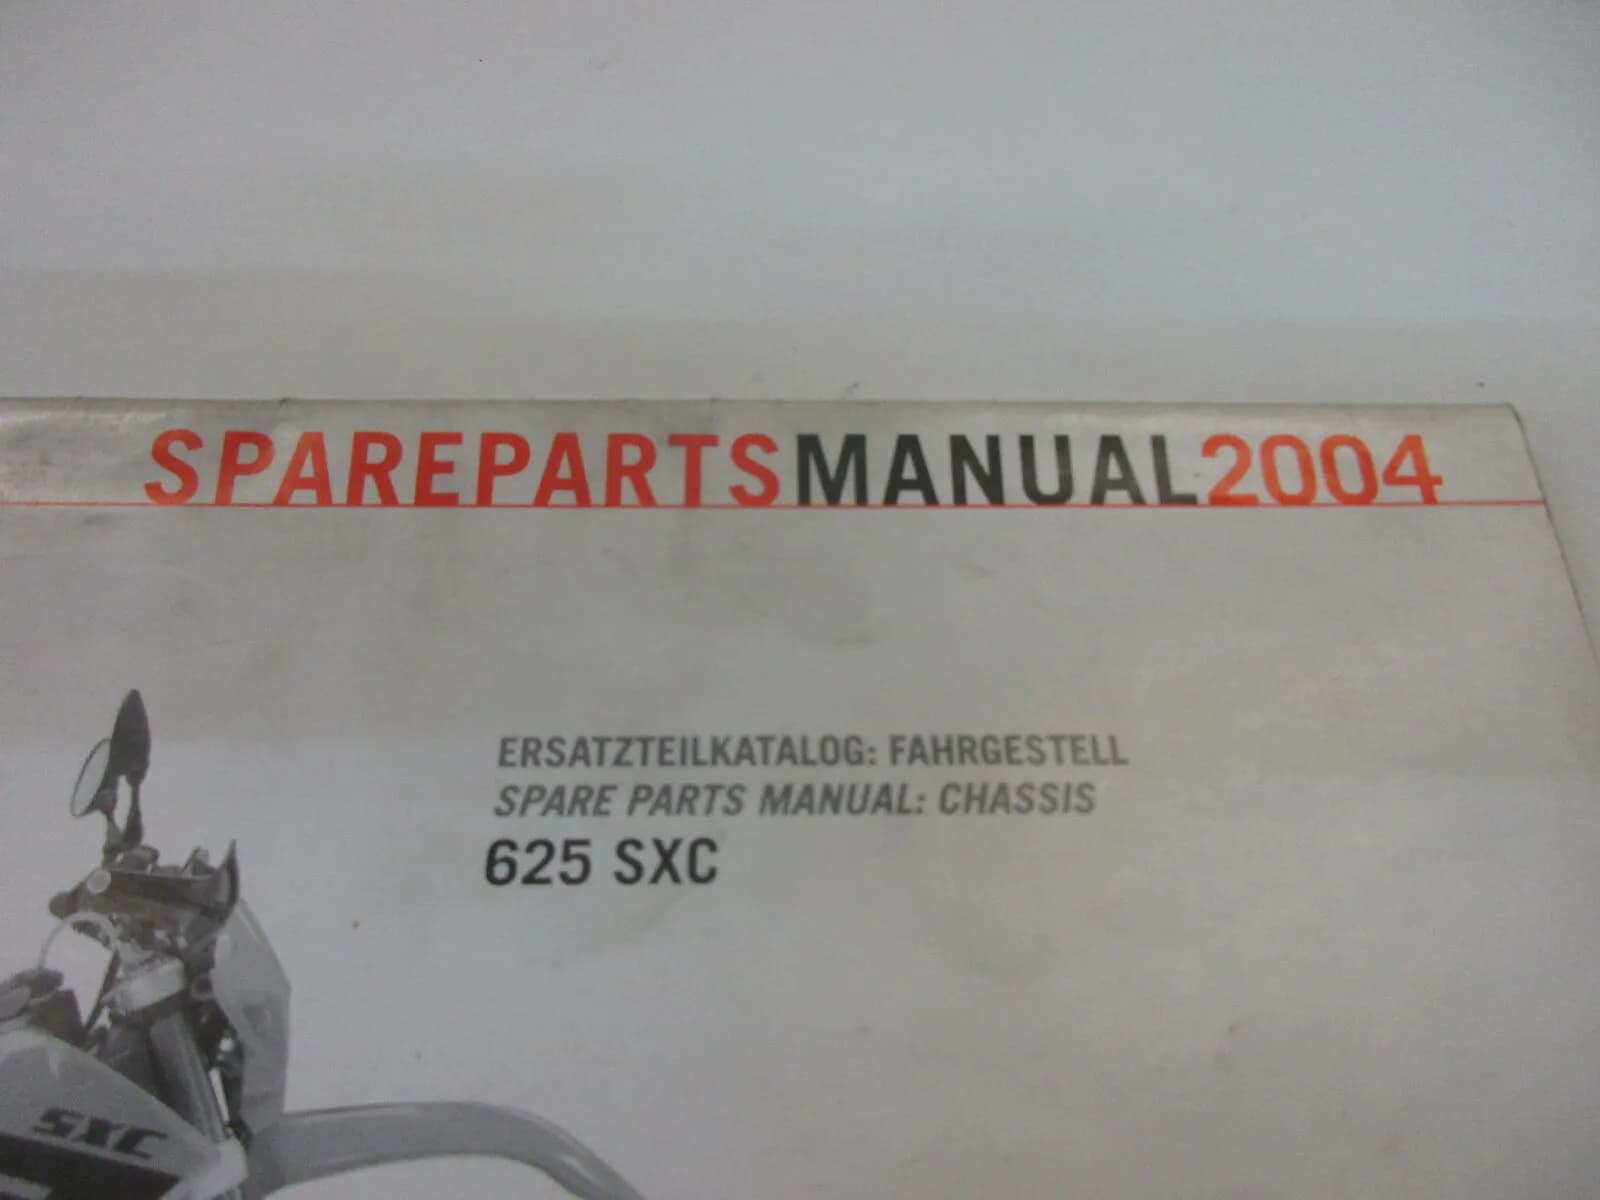 SPAREPARTSMANUAL2004
ERSATZTEILKATALOG: FAHRGESTELL
SPARE PARTS MANUAL: CHASSIS
625 SXC
SXC